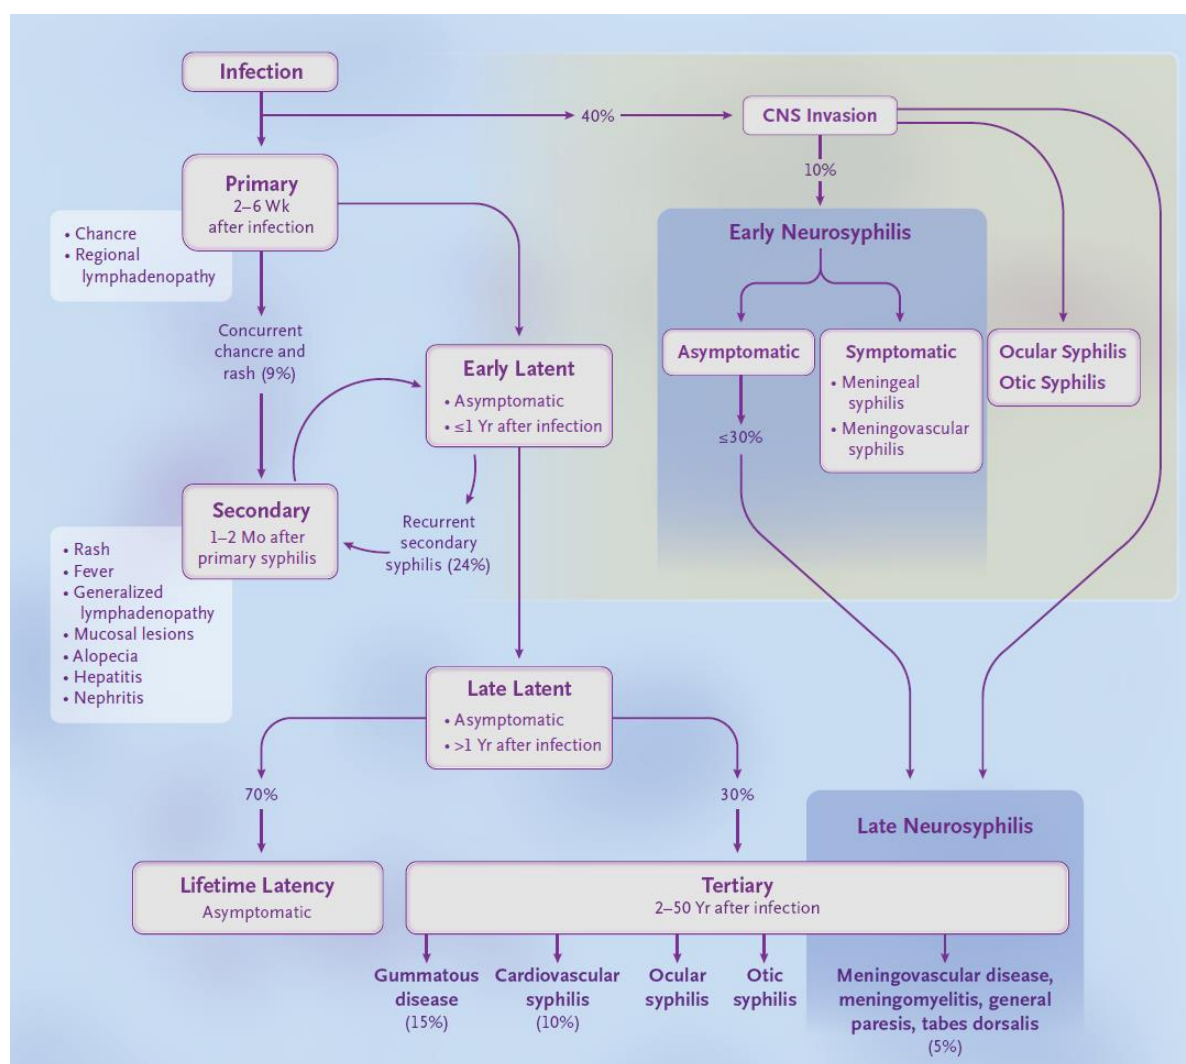 Infection
40%
CNS Invasion
10%
Primary
2–6 Wk
after infection
• Chancre
• Regional
lymphadenopathy
Early Neurosyphilis
Concurrent
chancre and
rash (9%)
Early Latent
• Asymptomatic
• ≤1 Yr after infection
Asymptomatic
≤30%
Symptomatic
• Meningeal
syphilis
• Meningovascular
syphilis
Ocular Syphilis
Otic Syphilis
Secondary
1–2 Mo after
primary syphilis
Recurrent
secondary
syphilis (24%)
• Rash
• Fever
• Generalized
lymphadenopathy
• Mucosal lesions
• Alopecia
• Hepatitis
• Nephritis
Late Latent
• Asymptomatic
• >1 Yr after infection
70%
30%
Late Neurosyphilis
Lifetime Latency
Asymptomatic
Tertiary
2–50 Yr after infection
Gummatous
disease
(15%)
Cardiovascular
syphilis
(10%)
Ocular
syphilis
Otic
syphilis
Meningovascular disease,
meningomyelitis, general
paresis, tabes dorsalis
(5%)